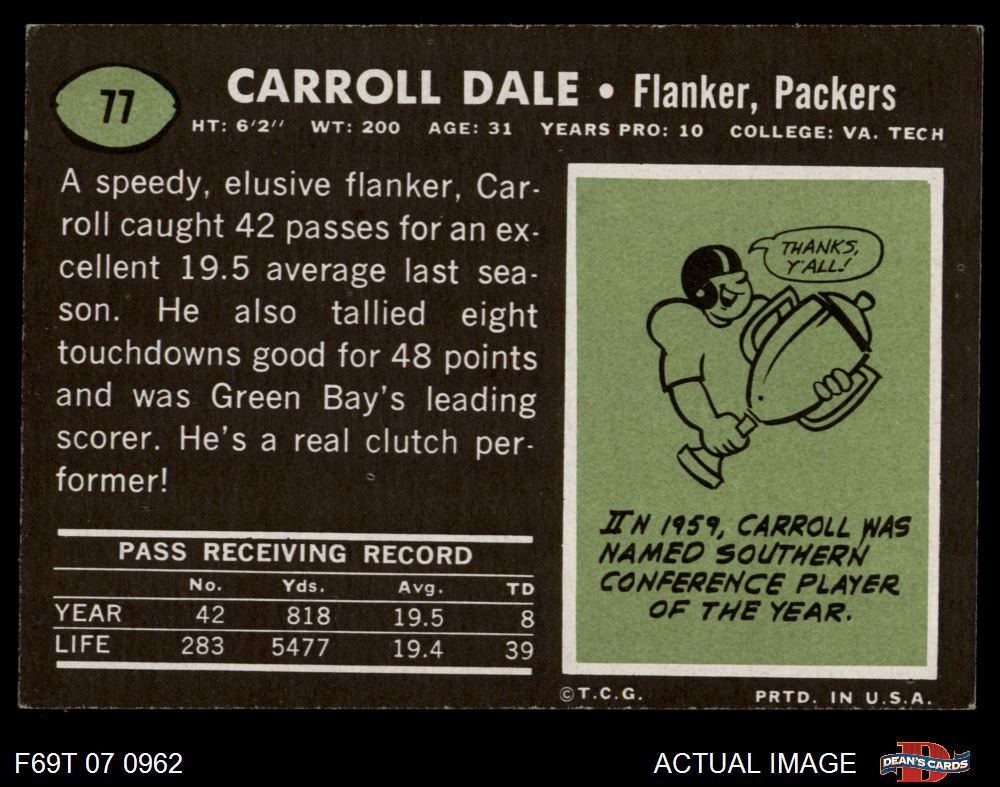 77
CARROLL DALE • Flanker, Packers
HT: 6'2" WT: 200 AGE: 31 YEARS PRO: 10 COLLEGE: VA. TECH
A speedy, elusive flanker, Car-
roll caught 42 passes for an ex-
cellent 19.5 average last sea-
son. He also tallied eight
touchdowns good for 48 points
and was Green Bay's leading
scorer. He's a real clutch per-
former!
PASS RECEIVING RECORD
No. Yds. Avg. TD
YEAR 42 818 19.5 8
LIFE 283 5477 19.4 39
THANKS,
Y'ALL!
IN 1959, CARROLL WAS
NAMED SOUTHERN
CONFERENCE PLAYER
OF THE YEAR.
©T.C.G. PRTD. IN U.S.A.
F69T 07 0962
ACTUAL IMAGE
D
DEAN'S CARDS